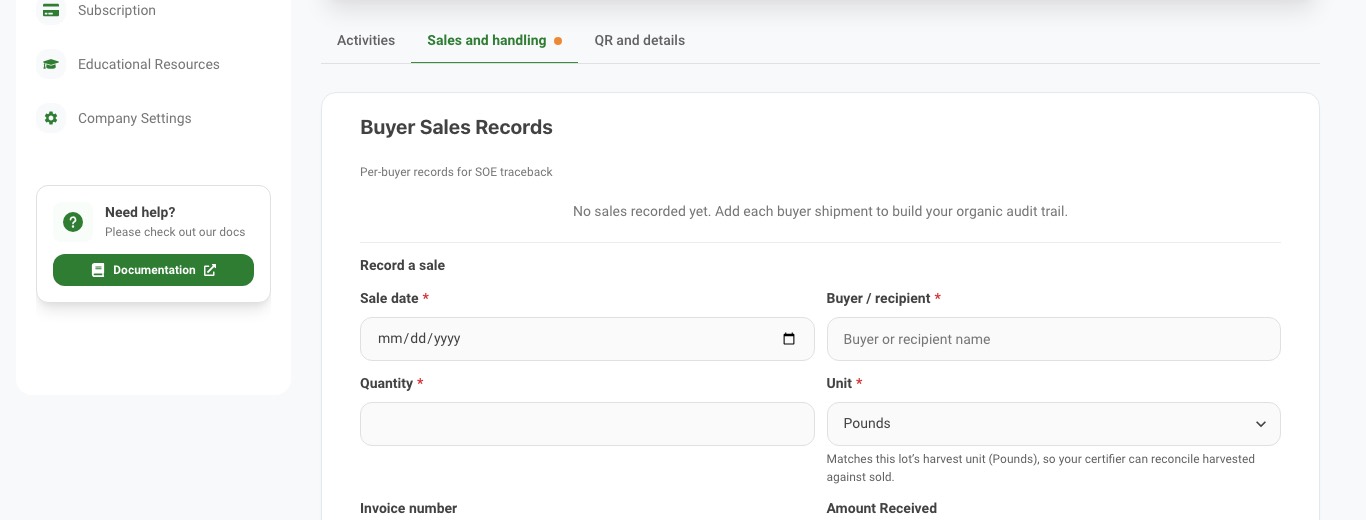 Subscription
Educational Resources
Company Settings
Need help?
Please check out our docs
Documentation
Activities
Sales and handling
QR and details
Buyer Sales Records
Per-buyer records for SOE traceback
No sales recorded yet. Add each buyer shipment to build your organic audit trail.
Record a sale
Sale date *
Buyer / recipient *
mm/dd/yyyy
Buyer or recipient name
Quantity *
Unit *
Pounds
Matches this lot's harvest unit (Pounds), so your certifier can reconcile harvested
against sold.
Invoice number
Amount Received